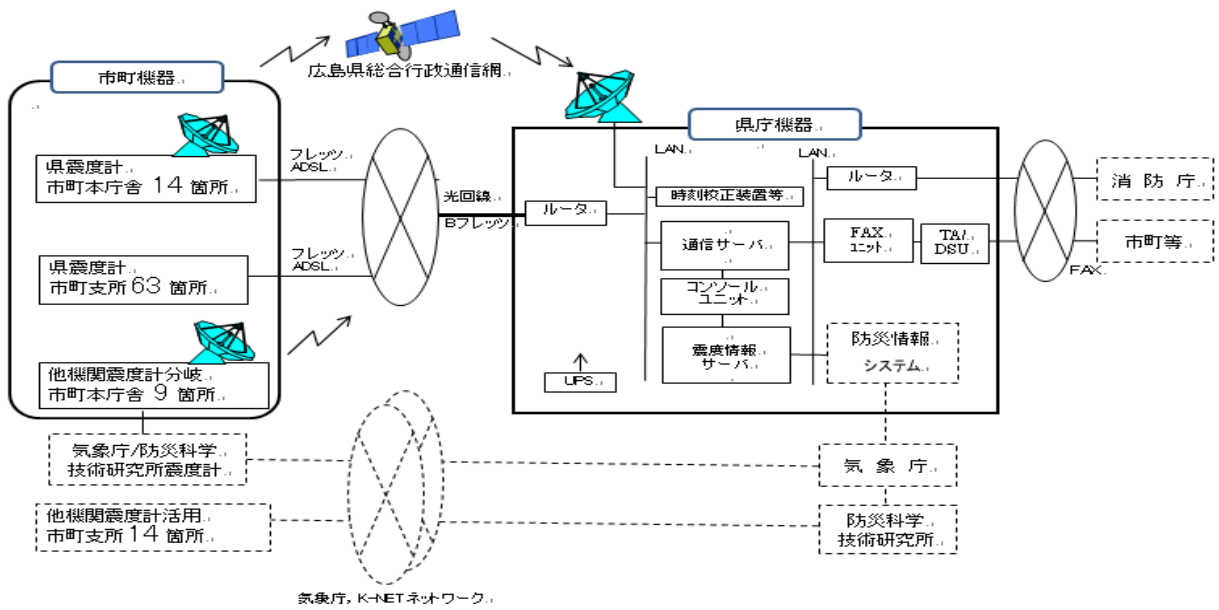 広島県総合行政通信網
市町機器
県震度計
市町本庁舎 14 箇所
県震度計
市町支所 63 箇所
他機関震度計分岐
市町本庁舎 9 箇所
気象庁/防災科学
技術研究所震度計
他機関震度計活用
市町支所 14 箇所
フレッツ
ADSL
フレッツ
ADSL
光回線
Bフレッツ
県庁機器
LAN
LAN
ルータ
時刻校正装置等
通信サーバ
コンソール
ユニット
震度情報
サーバ
UPS
ルータ
FAX
ユニット
TA/
DSU
防災情報
システム
FAX
消防庁
市町等
気象庁
防災科学
技術研究所
気象庁, K-NETネットワーク